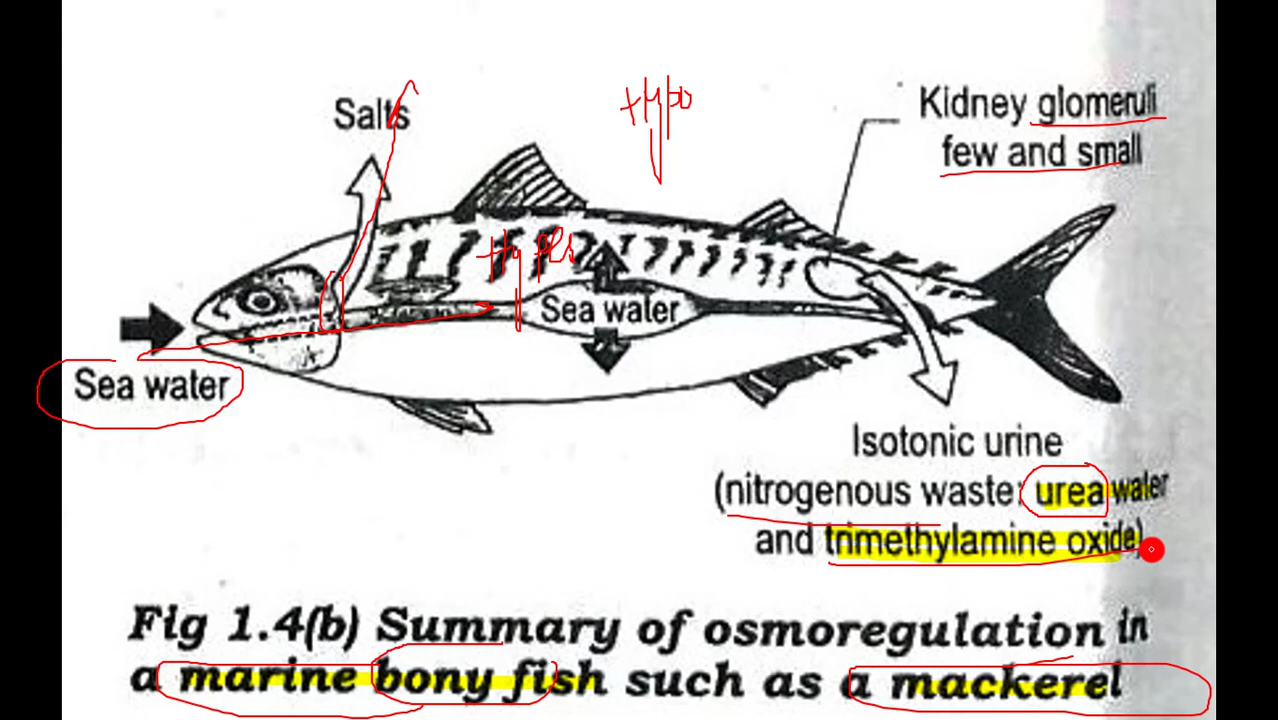 Salts
Hypo
Kidney glomeruli
few and small
Sea water
Sea water
Isotonic urine
(nitrogenous waste: urea water
and trimethylamine oxide)
Fig 1.4(b) Summary of osmoregulation in
a marine bony fish such as a mackerel